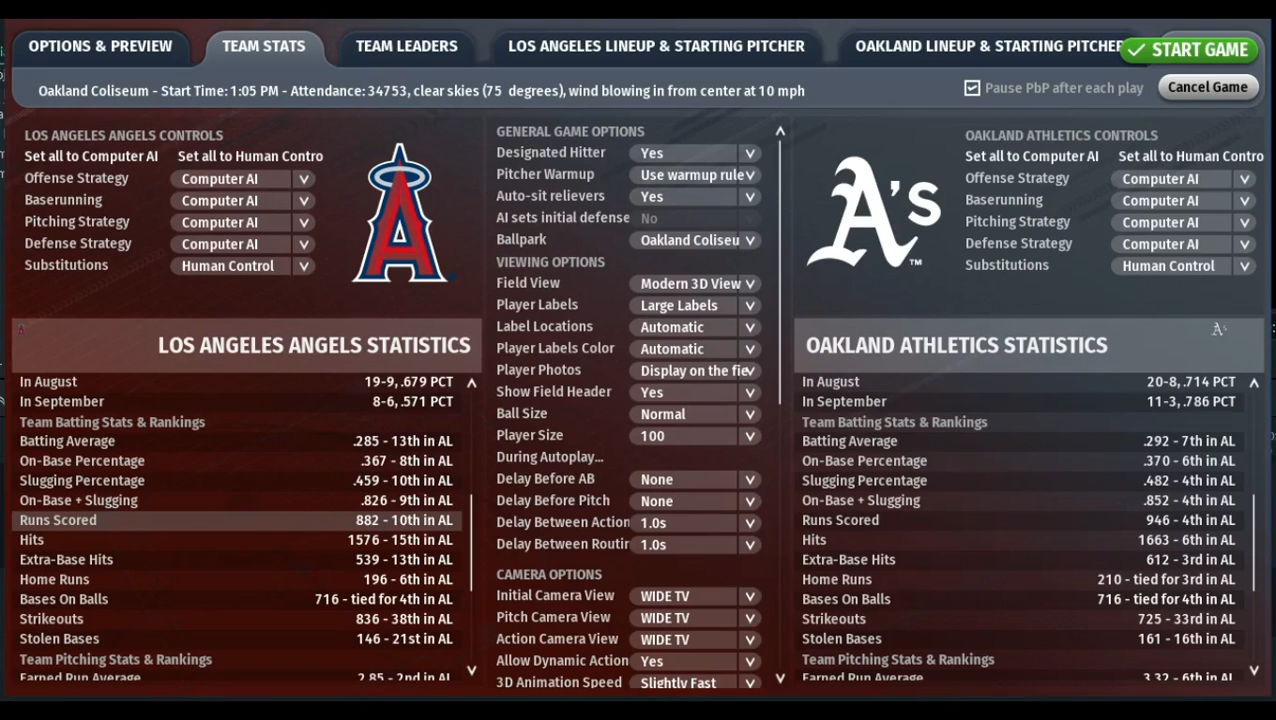 OPTIONS & PREVIEW
TEAM STATS
TEAM LEADERS
LOS ANGELES LINEUP & STARTING PITCHER
OAKLAND LINEUP & STARTING PITCHER
START GAME
Oakland Coliseum - Start Time: 1:05 PM - Attendance: 34753, clear skies (75 degrees), wind blowing in from center at 10 mph
Pause PbP after each play
Cancel Game
LOS ANGELES ANGELS CONTROLS
Set all to Computer AI Set all to Human Contro
Offense Strategy Computer AI
Baserunning Computer AI
Pitching Strategy Computer AI
Defense Strategy Computer AI
Substitutions Human Control
A
GENERAL GAME OPTIONS
Designated Hitter Yes
Pitcher Warmup Use warmup rule
Auto-sit relievers Yes
AI sets initial defense No
Ballpark Oakland Coliseu
VIEWING OPTIONS
Field View Modern 3D View
Player Labels Large Labels
Label Locations Automatic
Player Labels Color Automatic
Player Photos Display on the fie
Show Field Header Yes
Ball Size Normal
Player Size 100
During Autoplay...
Delay Before AB None
Delay Before Pitch None
Delay Between Action 1.0s
Delay Between Routir 1.0s
CAMERA OPTIONS
Initial Camera View WIDE TV
Pitch Camera View WIDE TV
Action Camera View WIDE TV
Allow Dynamic Action Yes
3D Animation Speed Slightly Fast
A's TM
OAKLAND ATHLETICS CONTROLS
Set all to Computer AI Set all to Human Contro
Offense Strategy Computer AI
Baserunning Computer AI
Pitching Strategy Computer AI
Defense Strategy Computer AI
Substitutions Human Control
LOS ANGELES ANGELS STATISTICS
In August 19-9, .679 PCT
In September 8-6, .571 PCT
Team Batting Stats & Rankings
Batting Average .285 - 13th in AL
On-Base Percentage .367 - 8th in AL
Slugging Percentage .459 - 10th in AL
On-Base + Slugging .826 - 9th in AL
Runs Scored 882 - 10th in AL
Hits 1576 - 15th in AL
Extra-Base Hits 539 - 13th in AL
Home Runs 196 - 6th in AL
Bases On Balls 716 - tied for 4th in AL
Strikeouts 836 - 38th in AL
Stolen Bases 146 - 21st in AL
Team Pitching Stats & Rankings
Earned Run Average 2.85 - 2nd in AL
A's
OAKLAND ATHLETICS STATISTICS
In August 20-8, .714 PCT
In September 11-3, .786 PCT
Team Batting Stats & Rankings
Batting Average .292 - 7th in AL
On-Base Percentage .370 - 6th in AL
Slugging Percentage .482 - 4th in AL
On-Base + Slugging .852 - 4th in AL
Runs Scored 946 - 4th in AL
Hits 1663 - 6th in AL
Extra-Base Hits 612 - 3rd in AL
Home Runs 210 - tied for 3rd in AL
Bases On Balls 716 - tied for 4th in AL
Strikeouts 725 - 33rd in AL
Stolen Bases 161 - 16th in AL
Team Pitching Stats & Rankings
Earned Run Average 3.32 - 6th in AL